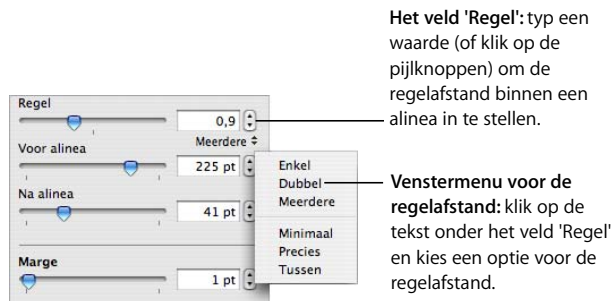 Het veld 'Regel': typ een
waarde (of klik op de
pijlknoppen) om de
regelafstand binnen een
alinea in te stellen.
Regel
0,9
Meerdere
Voor alinea
225 pt
Na alinea
41 pt
Marge
1 pt
Enkel
Dubbel
Meerdere
Minimaal
Precies
Tussen
Venstermenu voor de
regelafstand: klik op de
tekst onder het veld 'Regel'
en kies een optie voor de
regelafstand.